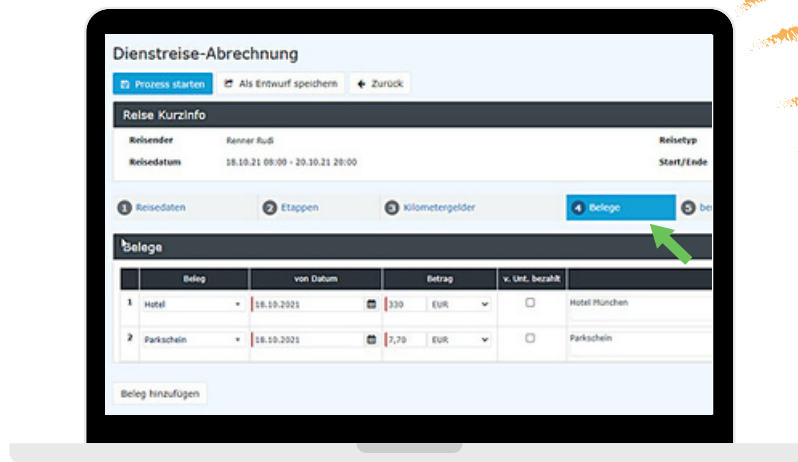 Dienstreise-Abrechnung
Prozess starten Als Entwurf speichern Zurück
Reise Kurzinfo
Reisender Renner Rudi Reisetyp
Reisedatum 18.10.21 08:00 - 20.10.21 20:00 Start/Ende
1 Reisedaten 2 Etappen 3 Kilometergelder 4 Belege 5 be
Belege
Beleg von Datum Betrag v. Unt. bezahlt
1 Hotel 18.10.2021 330 EUR Hotel München
2 Parkschein 18.10.2021 7,70 EUR Parkschein
Beleg hinzufügen